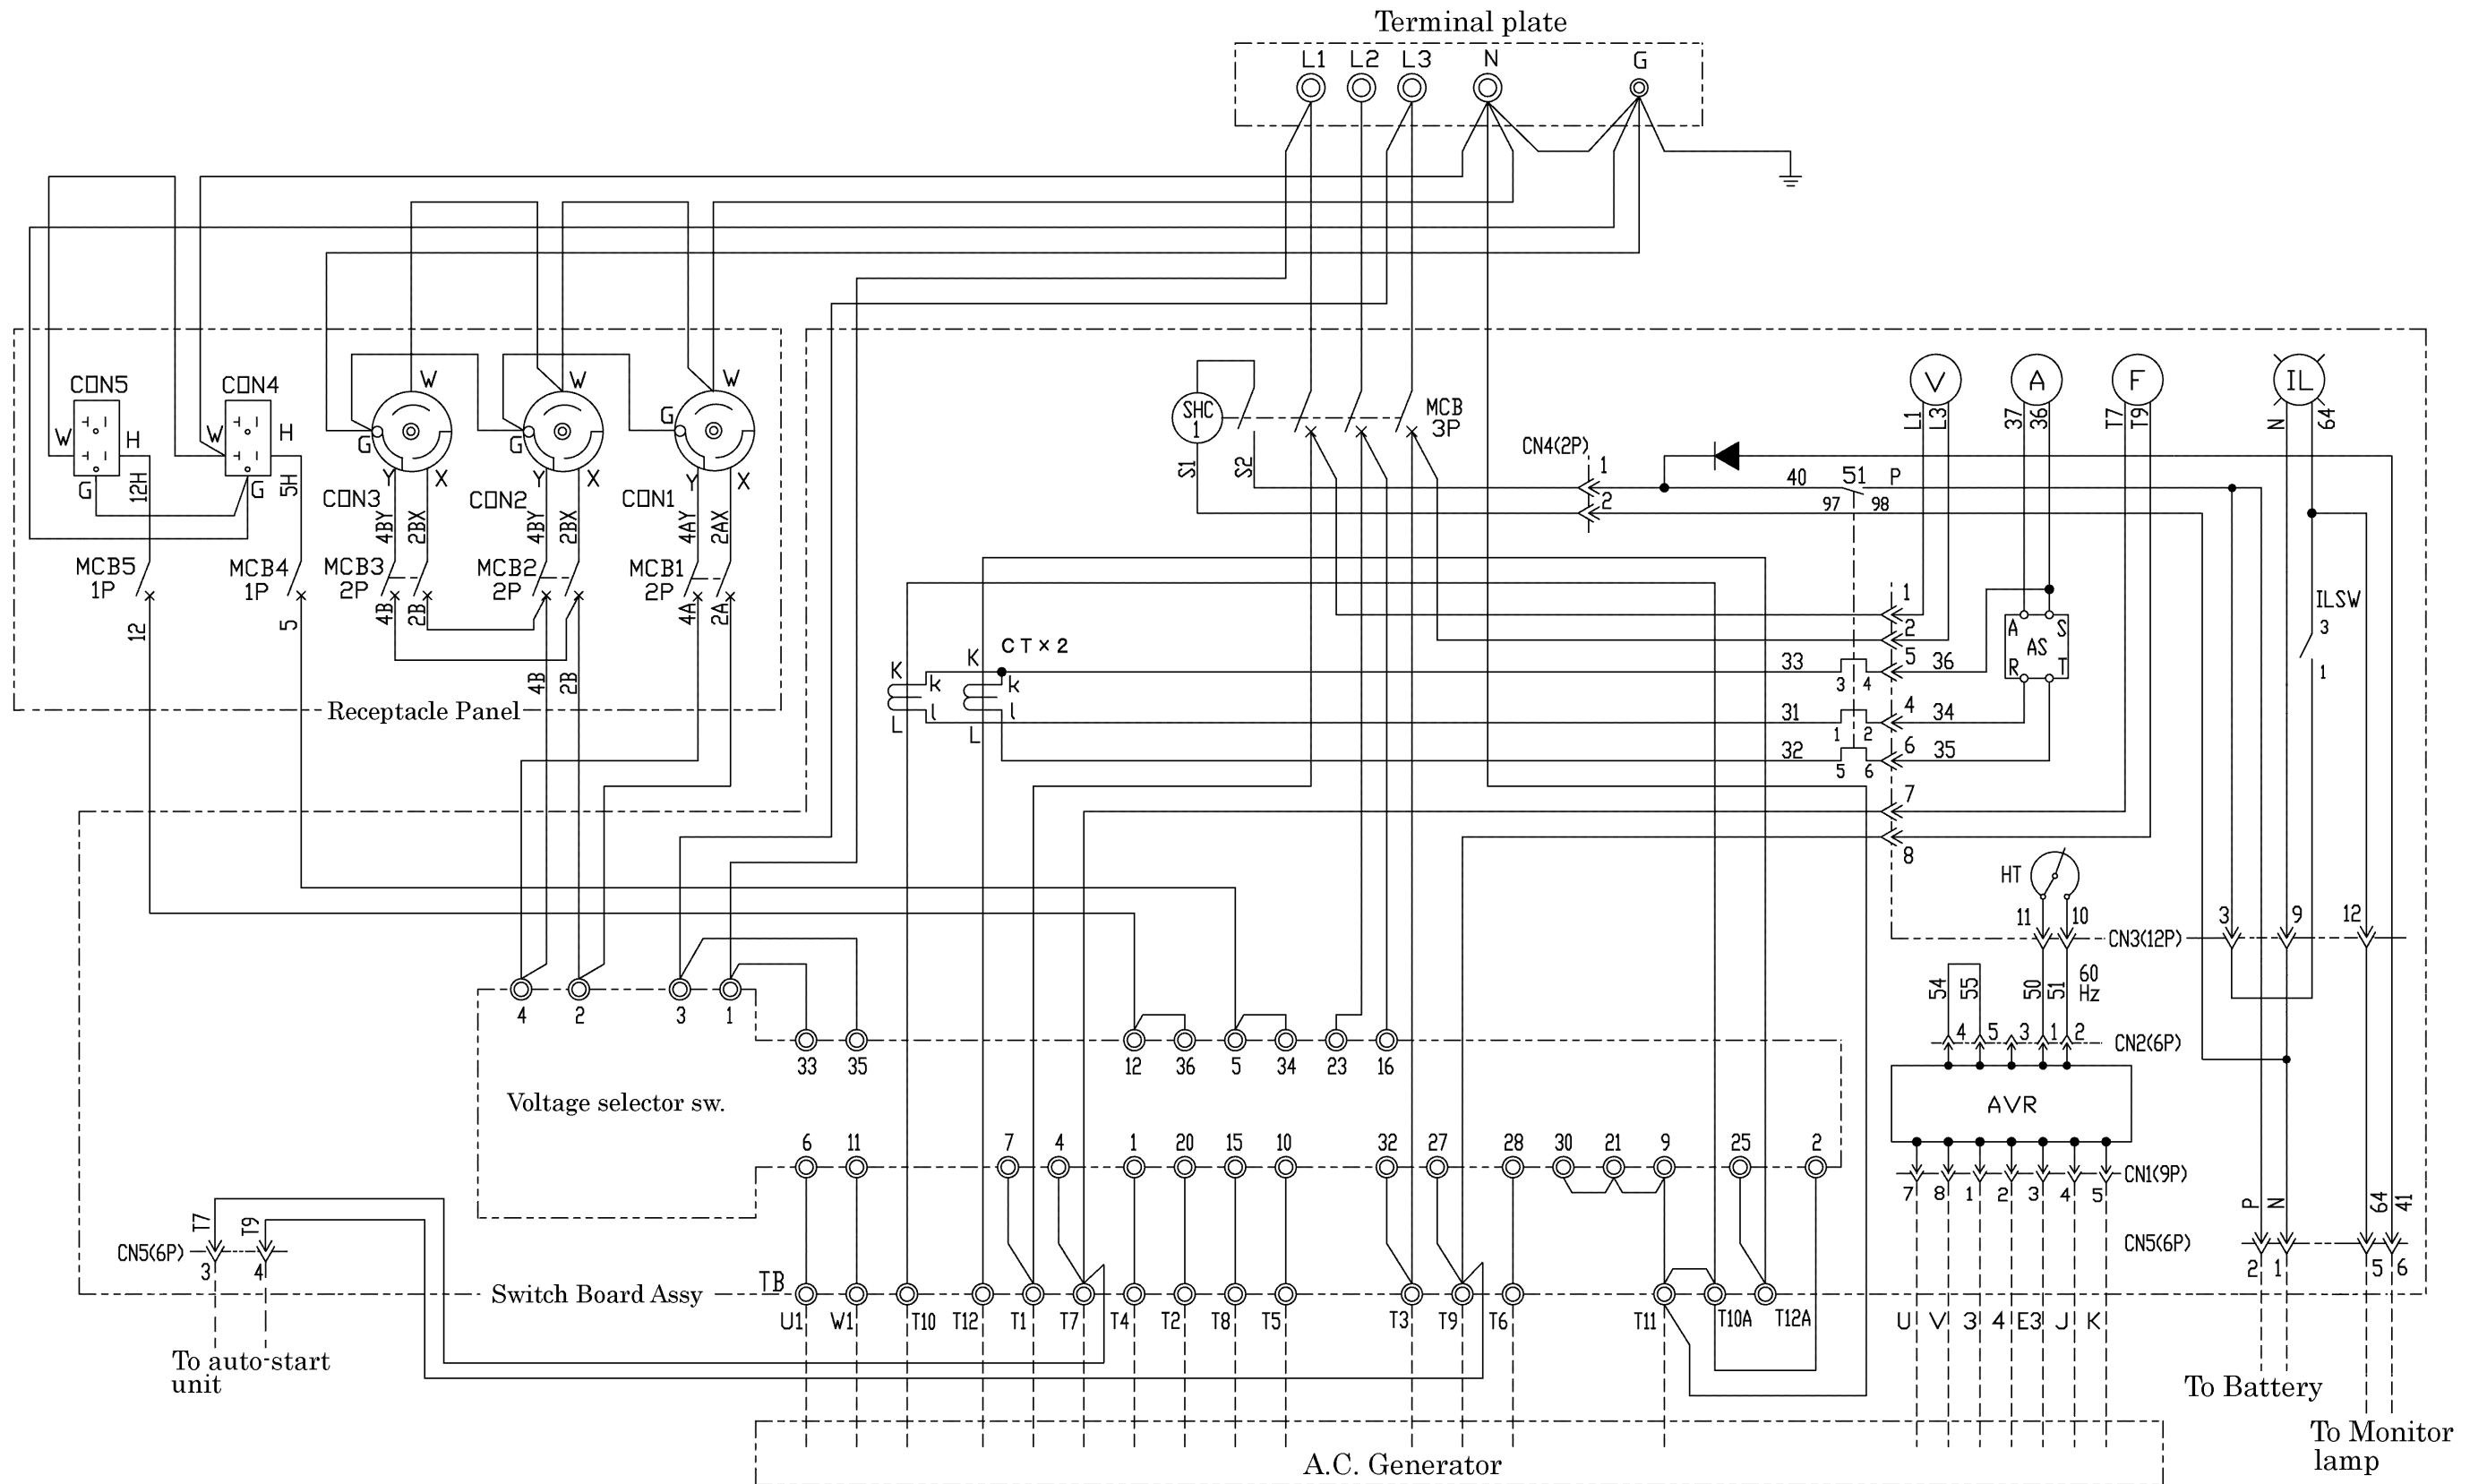 Terminal plate
L1 L2 L3 N G
CON5 CON4 W W W
G
W H W H
SHC
1
MCB
3P
V A F IL
L1 L3 37 36 T7 T9 N 64
G G
G G Y X Y X Y X
12H 5H
CON3 CON2 CON1
4BY 2BX 4BY 2BX 4AY 2AX
S1 S2
CN4(2P)
1
2
40 51 P
97 98
MCB5
1P
MCB4
1P
MCB3
2P
MCB2
2P
MCB1
2P
12 5 4B 2B 4A 2A
4B 2B
Receptacle Panel
CT×2
K k K k
L l L l
33 3 4 5 36
31 1 2 4 34
32 5 6 6 35
1
2
7
8
A S
AS
R T
ILSW
3
1
HT
11 10
CN3(12P)
3 9 12
54 55 50 51 60
Hz
4 5 3 1 2
CN2(6P)
AVR
CN1(9P)
7 8 1 2 3 4 5
4 2 3 1
33 35 12 36 5 34 23 16
Voltage selector sw.
6 11 7 4 1 20 15 10 32 27 28 30 21 9 25 2
T7 T9
CN5(6P)
3 4
P N 64 41
CN5(6P)
2 1 5 6
Switch Board Assy
TB
U1 W1 T10 T12 T1 T7 T4 T2 T8 T5 T3 T9 T6 T11 T10A T12A
U V 3 4 E3 J K
To auto-start
unit
To Battery
To Monitor
lamp
A.C. Generator